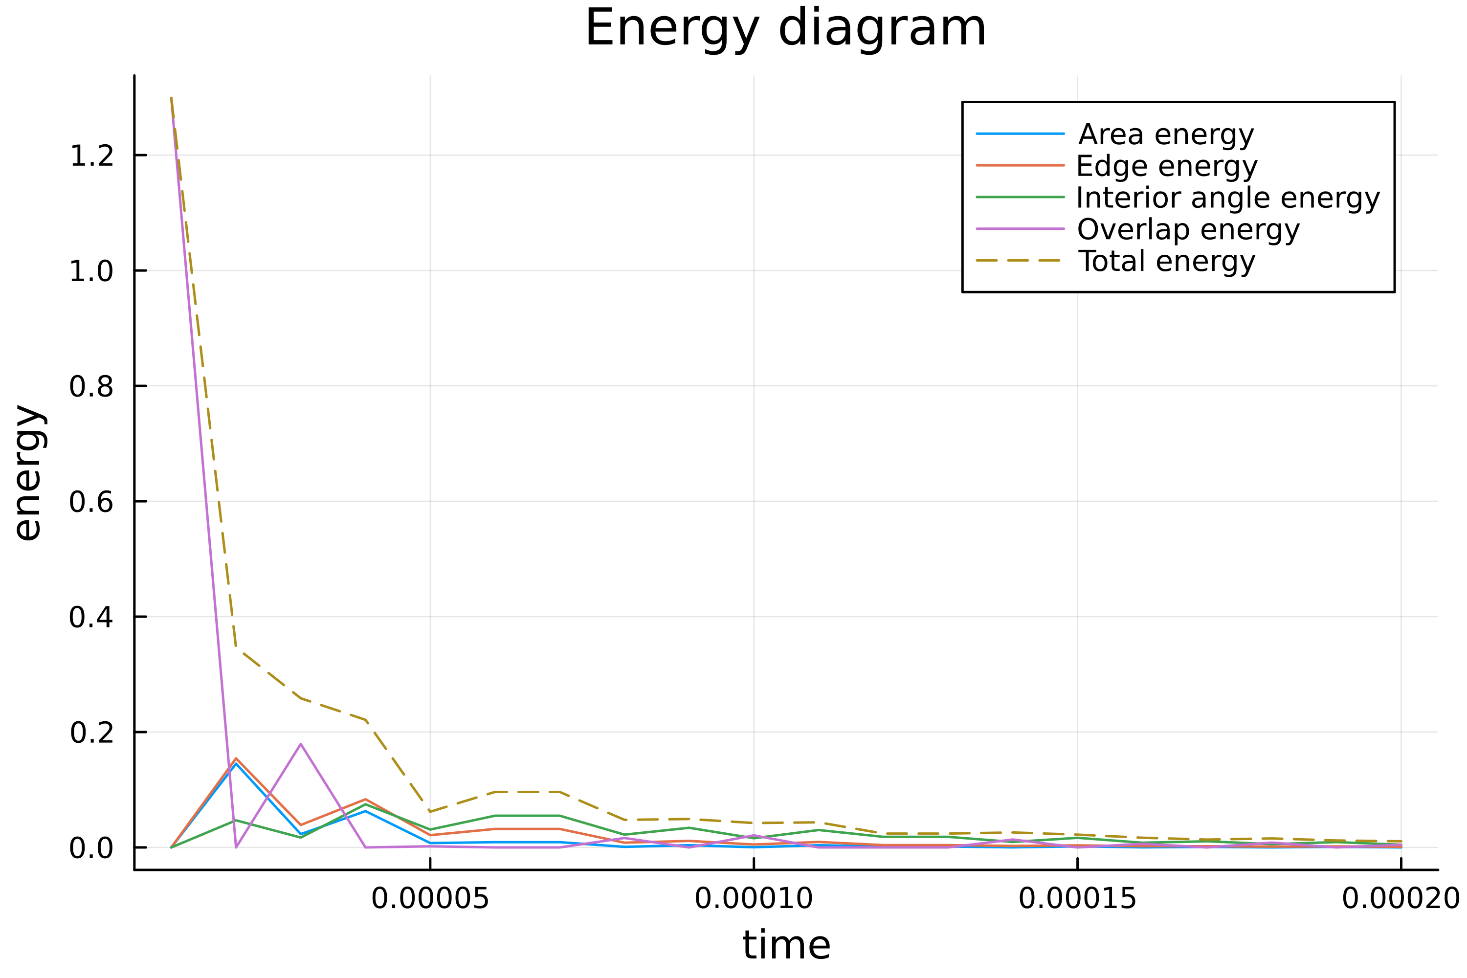 Energy diagram
1.2
1.0
0.8
0.6
0.4
0.2
0.0
energy
Area energy
Edge energy
Interior angle energy
Overlap energy
Total energy
0.00005 0.00010 0.00015 0.00020
time